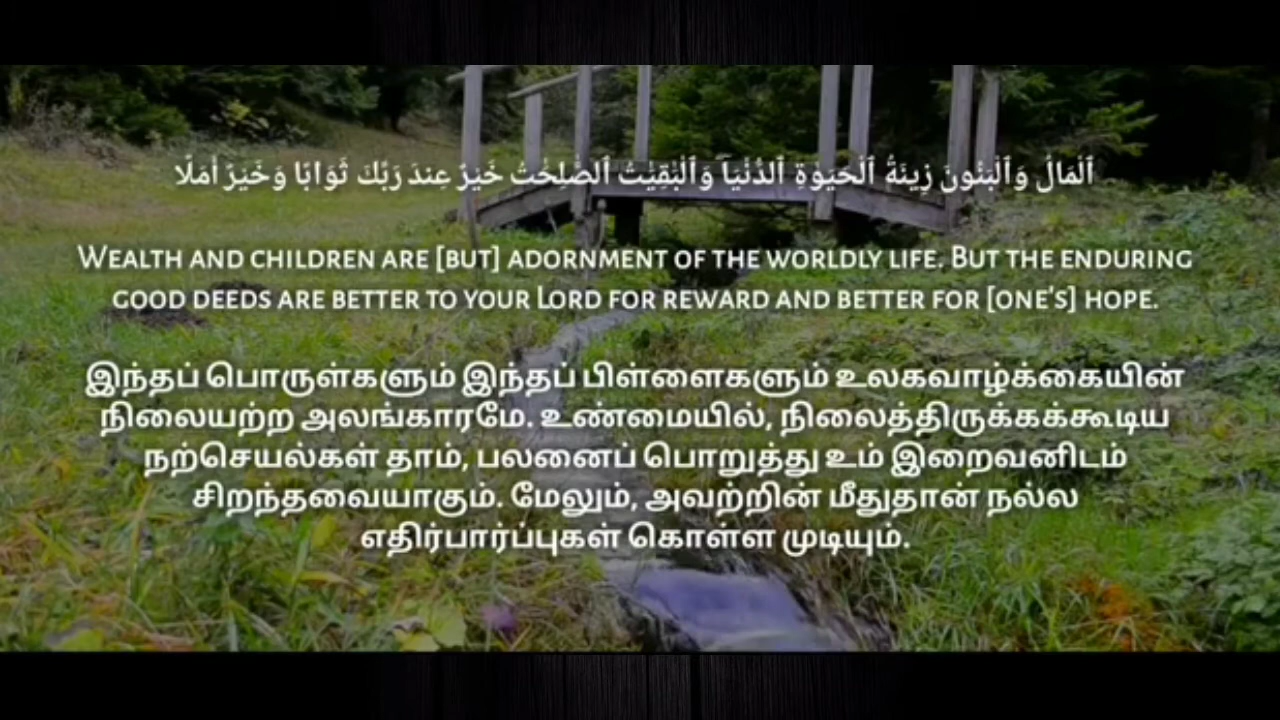 ٱلْمَالُ وَٱلْبَنُونَ زِينَةُ ٱلْحَيَوٰةِ ٱلدُّنْيَا ۖ وَٱلْبَٰقِيَٰتُ ٱلصَّٰلِحَٰتُ خَيْرٌ عِندَ رَبِّكَ ثَوَابًا وَخَيْرٌ أَمَلًا
Wealth and children are [but] adornment of the worldly life. But the enduring
good deeds are better to your Lord for reward and better for [one's] hope.
இந்தப் பொருள்களும் இந்தப் பிள்ளைகளும் உலகவாழ்க்கையின்
நிலையற்ற அலங்காரமே. உண்மையில், நிலைத்திருக்கக்கூடிய
நற்செயல்கள் தாம், பலனைப் பொறுத்து உம் இறைவனிடம்
சிறந்தவையாகும். மேலும், அவற்றின் மீதுதான் நல்ல
எதிர்பார்ப்புகள் கொள்ள முடியும்.